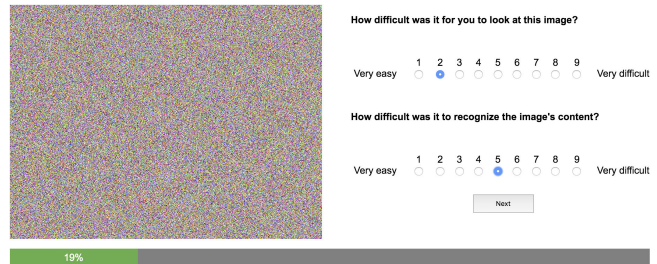 How difficult was it for you to look at this image?
1 2 3 4 5 6 7 8 9
Very easy Very difficult
How difficult was it to recognize the image's content?
1 2 3 4 5 6 7 8 9
Very easy Very difficult
Next
19%